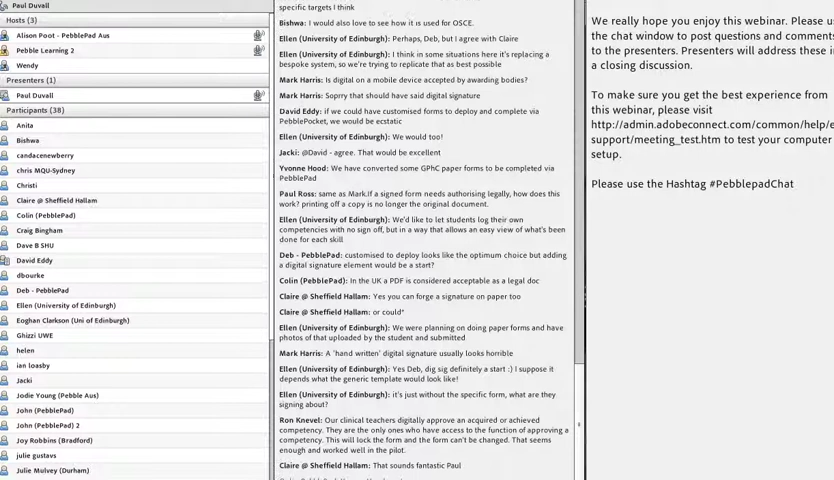 Paul Duvall
Hosts (3)
Alison Poot - PebblePad Aus
Pebble Learning 2
Wendy
Presenters (1)
Paul Duvall
Participants (38)
Anita
Bishwa
candacenewberry
chris MQU-Sydney
Christi
Claire @ Sheffield Hallam
Colin (PebblePad)
Craig Bingham
Dave B SHU
David Eddy
dbourke
Deb - PebblePad
Ellen (University of Edinburgh)
Eoghan Clarkson (Uni of Edinburgh)
Ghizzi UWE
helen
ian loasby
Jacki
Jodie Young (Pebble Aus)
John (PebblePad)
John (PebblePad) 2
Joy Robbins (Bradford)
julie gustavs
Julie Mulvey (Durham)
specific targets I think
Bishwa: I would also love to see how it is used for OSCE.
Ellen (University of Edinburgh): Perhaps, Deb, but I agree with Claire
Ellen (University of Edinburgh): I think in some situations here it's replacing a
bespoke system, so we're trying to replicate that as best possible
Mark Harris: Is digital on a mobile device accepted by awarding bodies?
Mark Harris: Soprry that should have said digital signature
David Eddy: if we could have customised forms to deploy and complete via
PebblePocket, we would be ecstatic
Ellen (University of Edinburgh): We would too!
Jacki: @David - agree. That would be excellent
Yvonne Hood: We have converted some GPhC paper forms to be completed via
PebblePad
Paul Ross: same as Mark.If a signed form needs authorising legally, how does this
work? printing off a copy is no longer the original document.
Ellen (University of Edinburgh): We'd like to let students log their own
competencies with no sign off, but in a way that allows an easy view of what's been
done for each skill
Deb - PebblePad: customised to deploy looks like the optimum choice but adding
a digital signature element would be a start?
Colin (PebblePad): In the UK a PDF is considered acceptable as a legal doc
Claire @ Sheffield Hallam: Yes you can forge a signature on paper too
Claire @ Sheffield Hallam: or could*
Ellen (University of Edinburgh): We were planning on doing paper forms and have
photos of that uploaded by the student and submitted
Mark Harris: A 'hand written' digital signature usually looks horrible
Ellen (University of Edinburgh): Yes Deb, dig sig definitely a start :) I suppose it
depends what the generic template would look like!
Ellen (University of Edinburgh): it's just without the specific form, what are they
signing about?
Ron Knevel: Our clinical teachers digitally approve an acquired or achieved
competency. They are the only ones who have access to the function of approving a
competency. This will lock the form and the form can't be changed. That seems
enough and worked well in the pilot.
Claire @ Sheffield Hallam: That sounds fantastic Paul
We really hope you enjoy this webinar. Please u
the chat window to post questions and comments
to the presenters. Presenters will address these i
a closing discussion.
To make sure you get the best experience from
this webinar, please visit
http://admin.adobeconnect.com/common/help/e
support/meeting_test.htm to test your computer
setup.
Please use the Hashtag #PebblepadChat